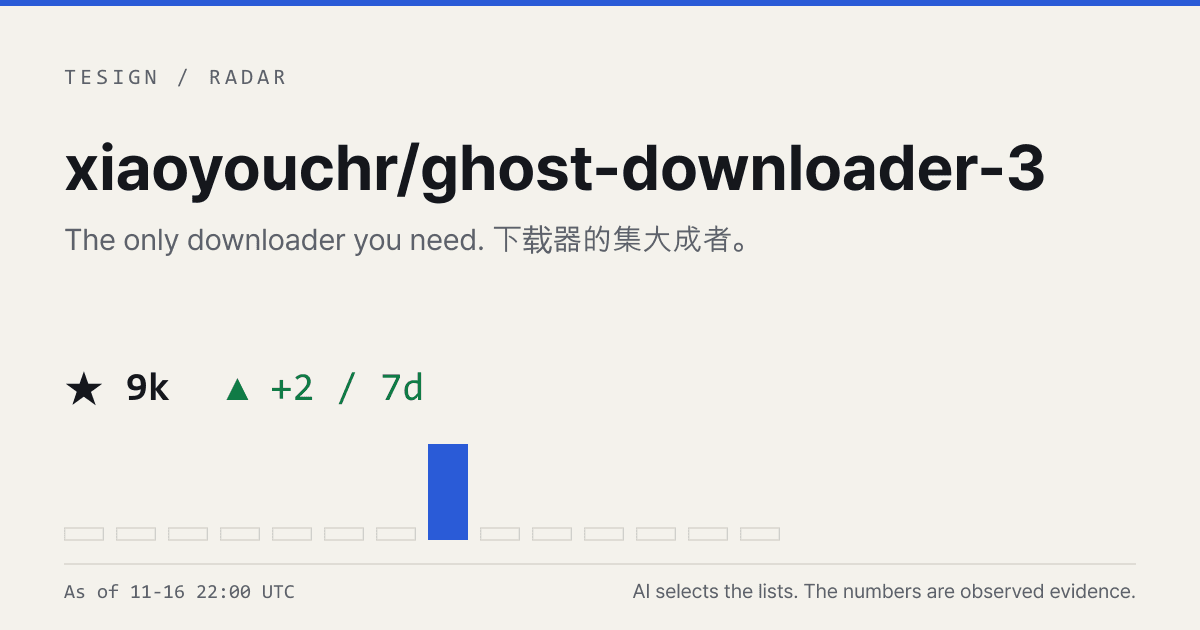 TESIGN / RADAR
xiaoyouchr/ghost-downloader-3
The only downloader you need. 下载器的集大成者。
★ 9k ▲ +2 / 7d
As of 11-16 22:00 UTC
AI selects the lists. The numbers are observed evidence.